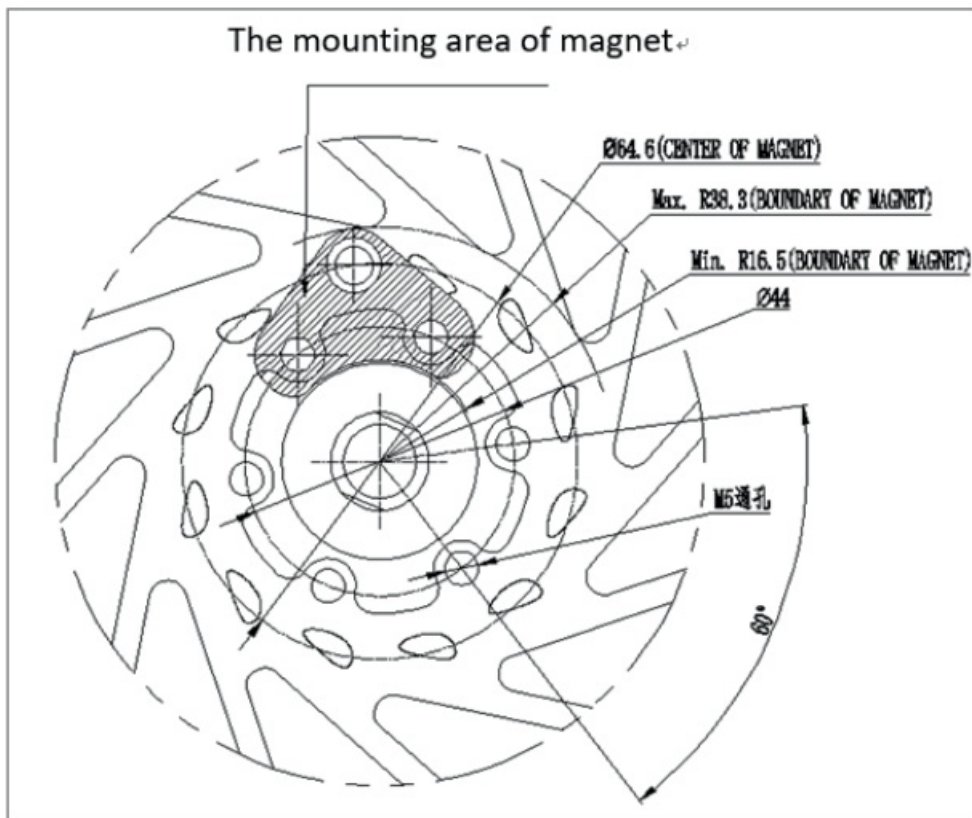 The mounting area of magnet
Ø64.6(CENTER OF MAGNET)
Max. R38.3(BOUNDARY OF MAGNET)
Min. R16.5(BOUNDARY OF MAGNET)
Ø44
M5通孔
60°